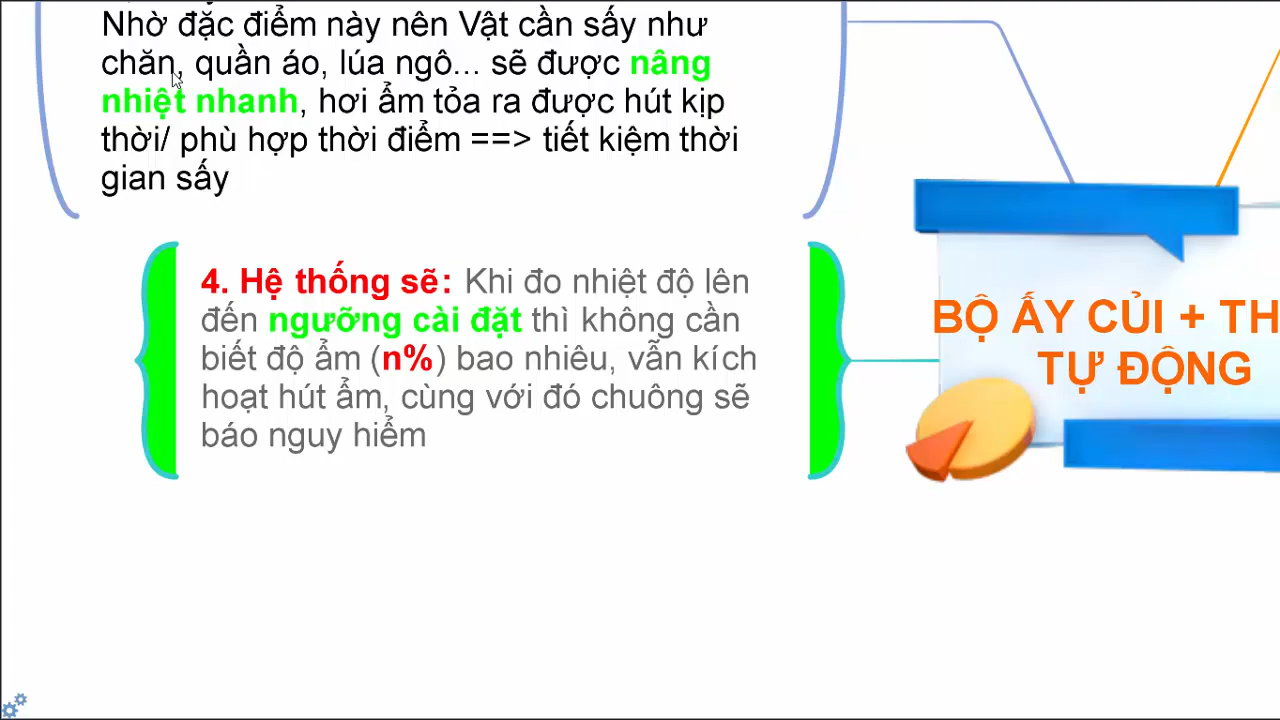 Nhờ đặc điểm này nên Vật cần sấy như
chăn, quần áo, lúa ngô... sẽ được nâng
nhiệt nhanh, hơi ẩm tỏa ra được hút kịp
thời/ phù hợp thời điểm ==> tiết kiệm thời
gian sấy
4. Hệ thống sẽ: Khi đo nhiệt độ lên
đến ngưỡng cài đặt thì không cần
biết độ ẩm (n%) bao nhiêu, vẫn kích
hoạt hút ẩm, cùng với đó chuông sẽ
báo nguy hiểm
BỘ ẤY CỦI + TH
TỰ ĐỘNG